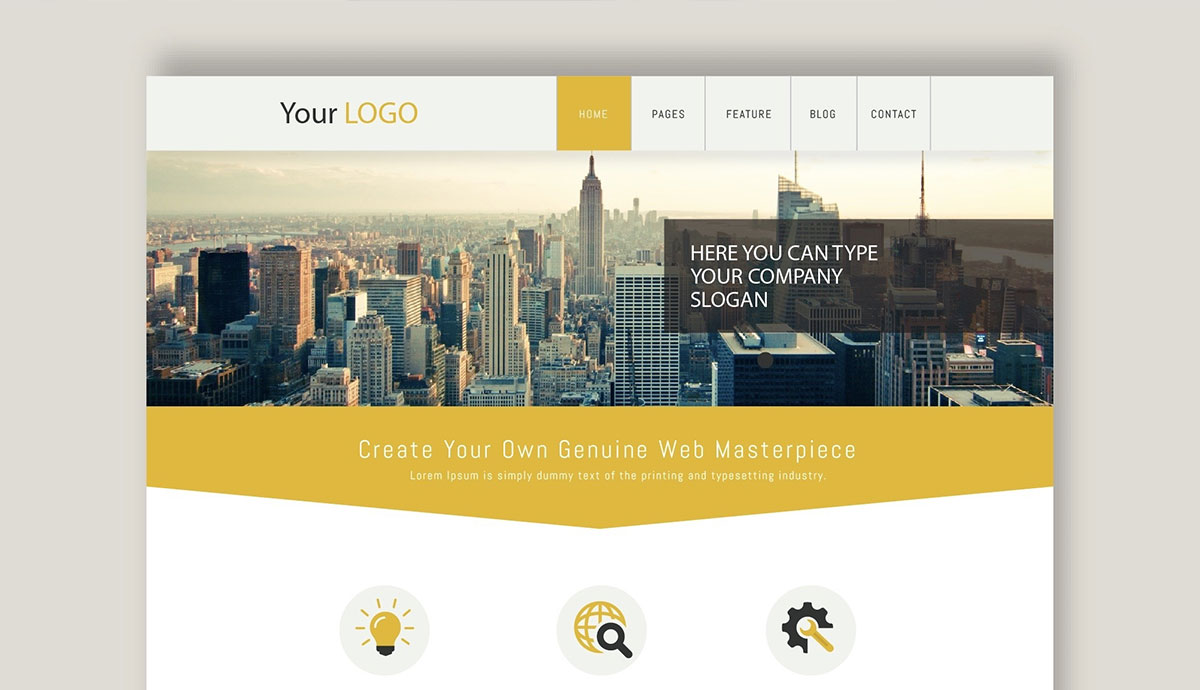 Your LOGO
HOME PAGES FEATURE BLOG CONTACT
HERE YOU CAN TYPE
YOUR COMPANY
SLOGAN
Create Your Own Genuine Web Masterpiece
Lorem Ipsum is simply dummy text of the printing and typesetting industry.